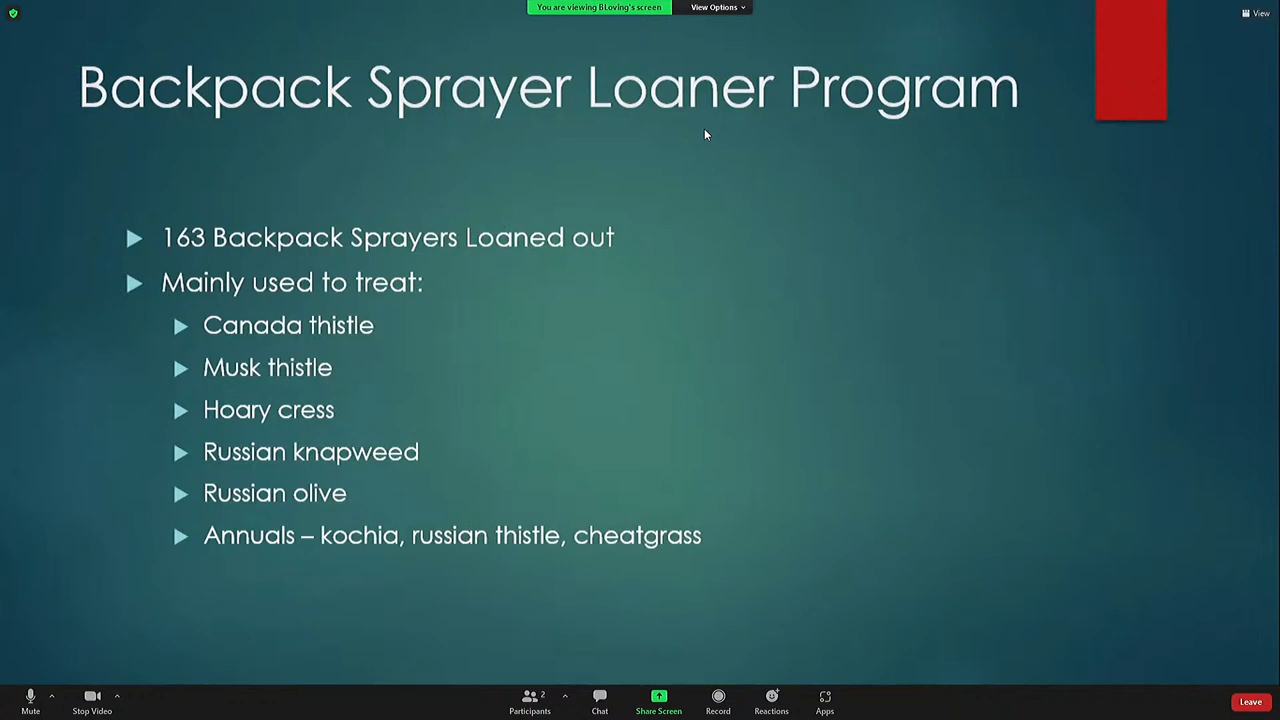 You are viewing BLoving's screen
View Options
View
Backpack Sprayer Loaner Program
163 Backpack Sprayers Loaned out
Mainly used to treat:
Canada thistle
Musk thistle
Hoary cress
Russian knapweed
Russian olive
Annuals – kochia, russian thistle, cheatgrass
2
Mute
Stop Video
Participants
Chat
Share Screen
Record
Reactions
Apps
Leave